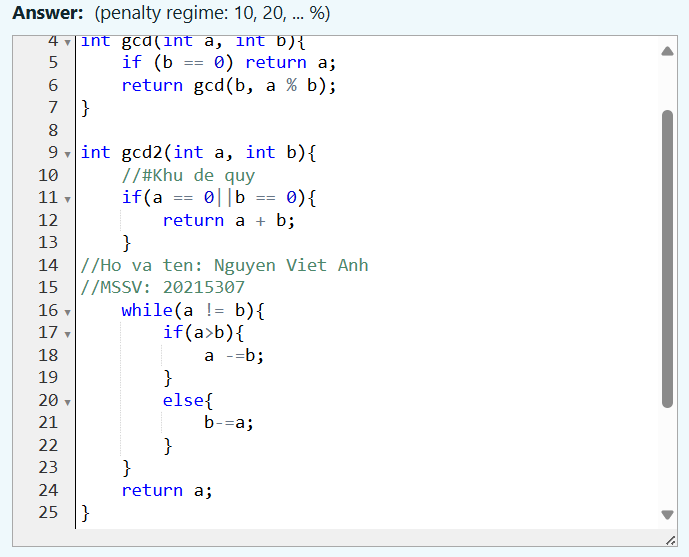 Answer: (penalty regime: 10, 20, ... %)
4 int gcd(int a, int b){
5     if (b == 0) return a;
6     return gcd(b, a % b);
7 }
8
9 int gcd2(int a, int b){
10     //#Khu de quy
11     if(a == 0||b == 0){
12         return a + b;
13     }
14 //Ho va ten: Nguyen Viet Anh
15 //MSSV: 20215307
16     while(a != b){
17         if(a>b){
18             a -=b;
19         }
20         else{
21             b-=a;
22         }
23     }
24     return a;
25 }